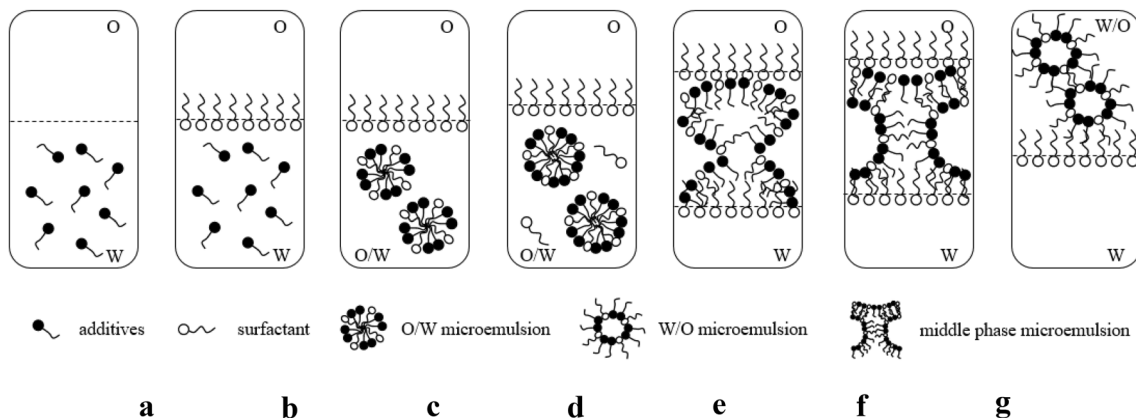 O O O O O O W/O
W W O/W O/W W W W
additives surfactant O/W microemulsion W/O microemulsion middle phase microemulsion
a b c d e f g